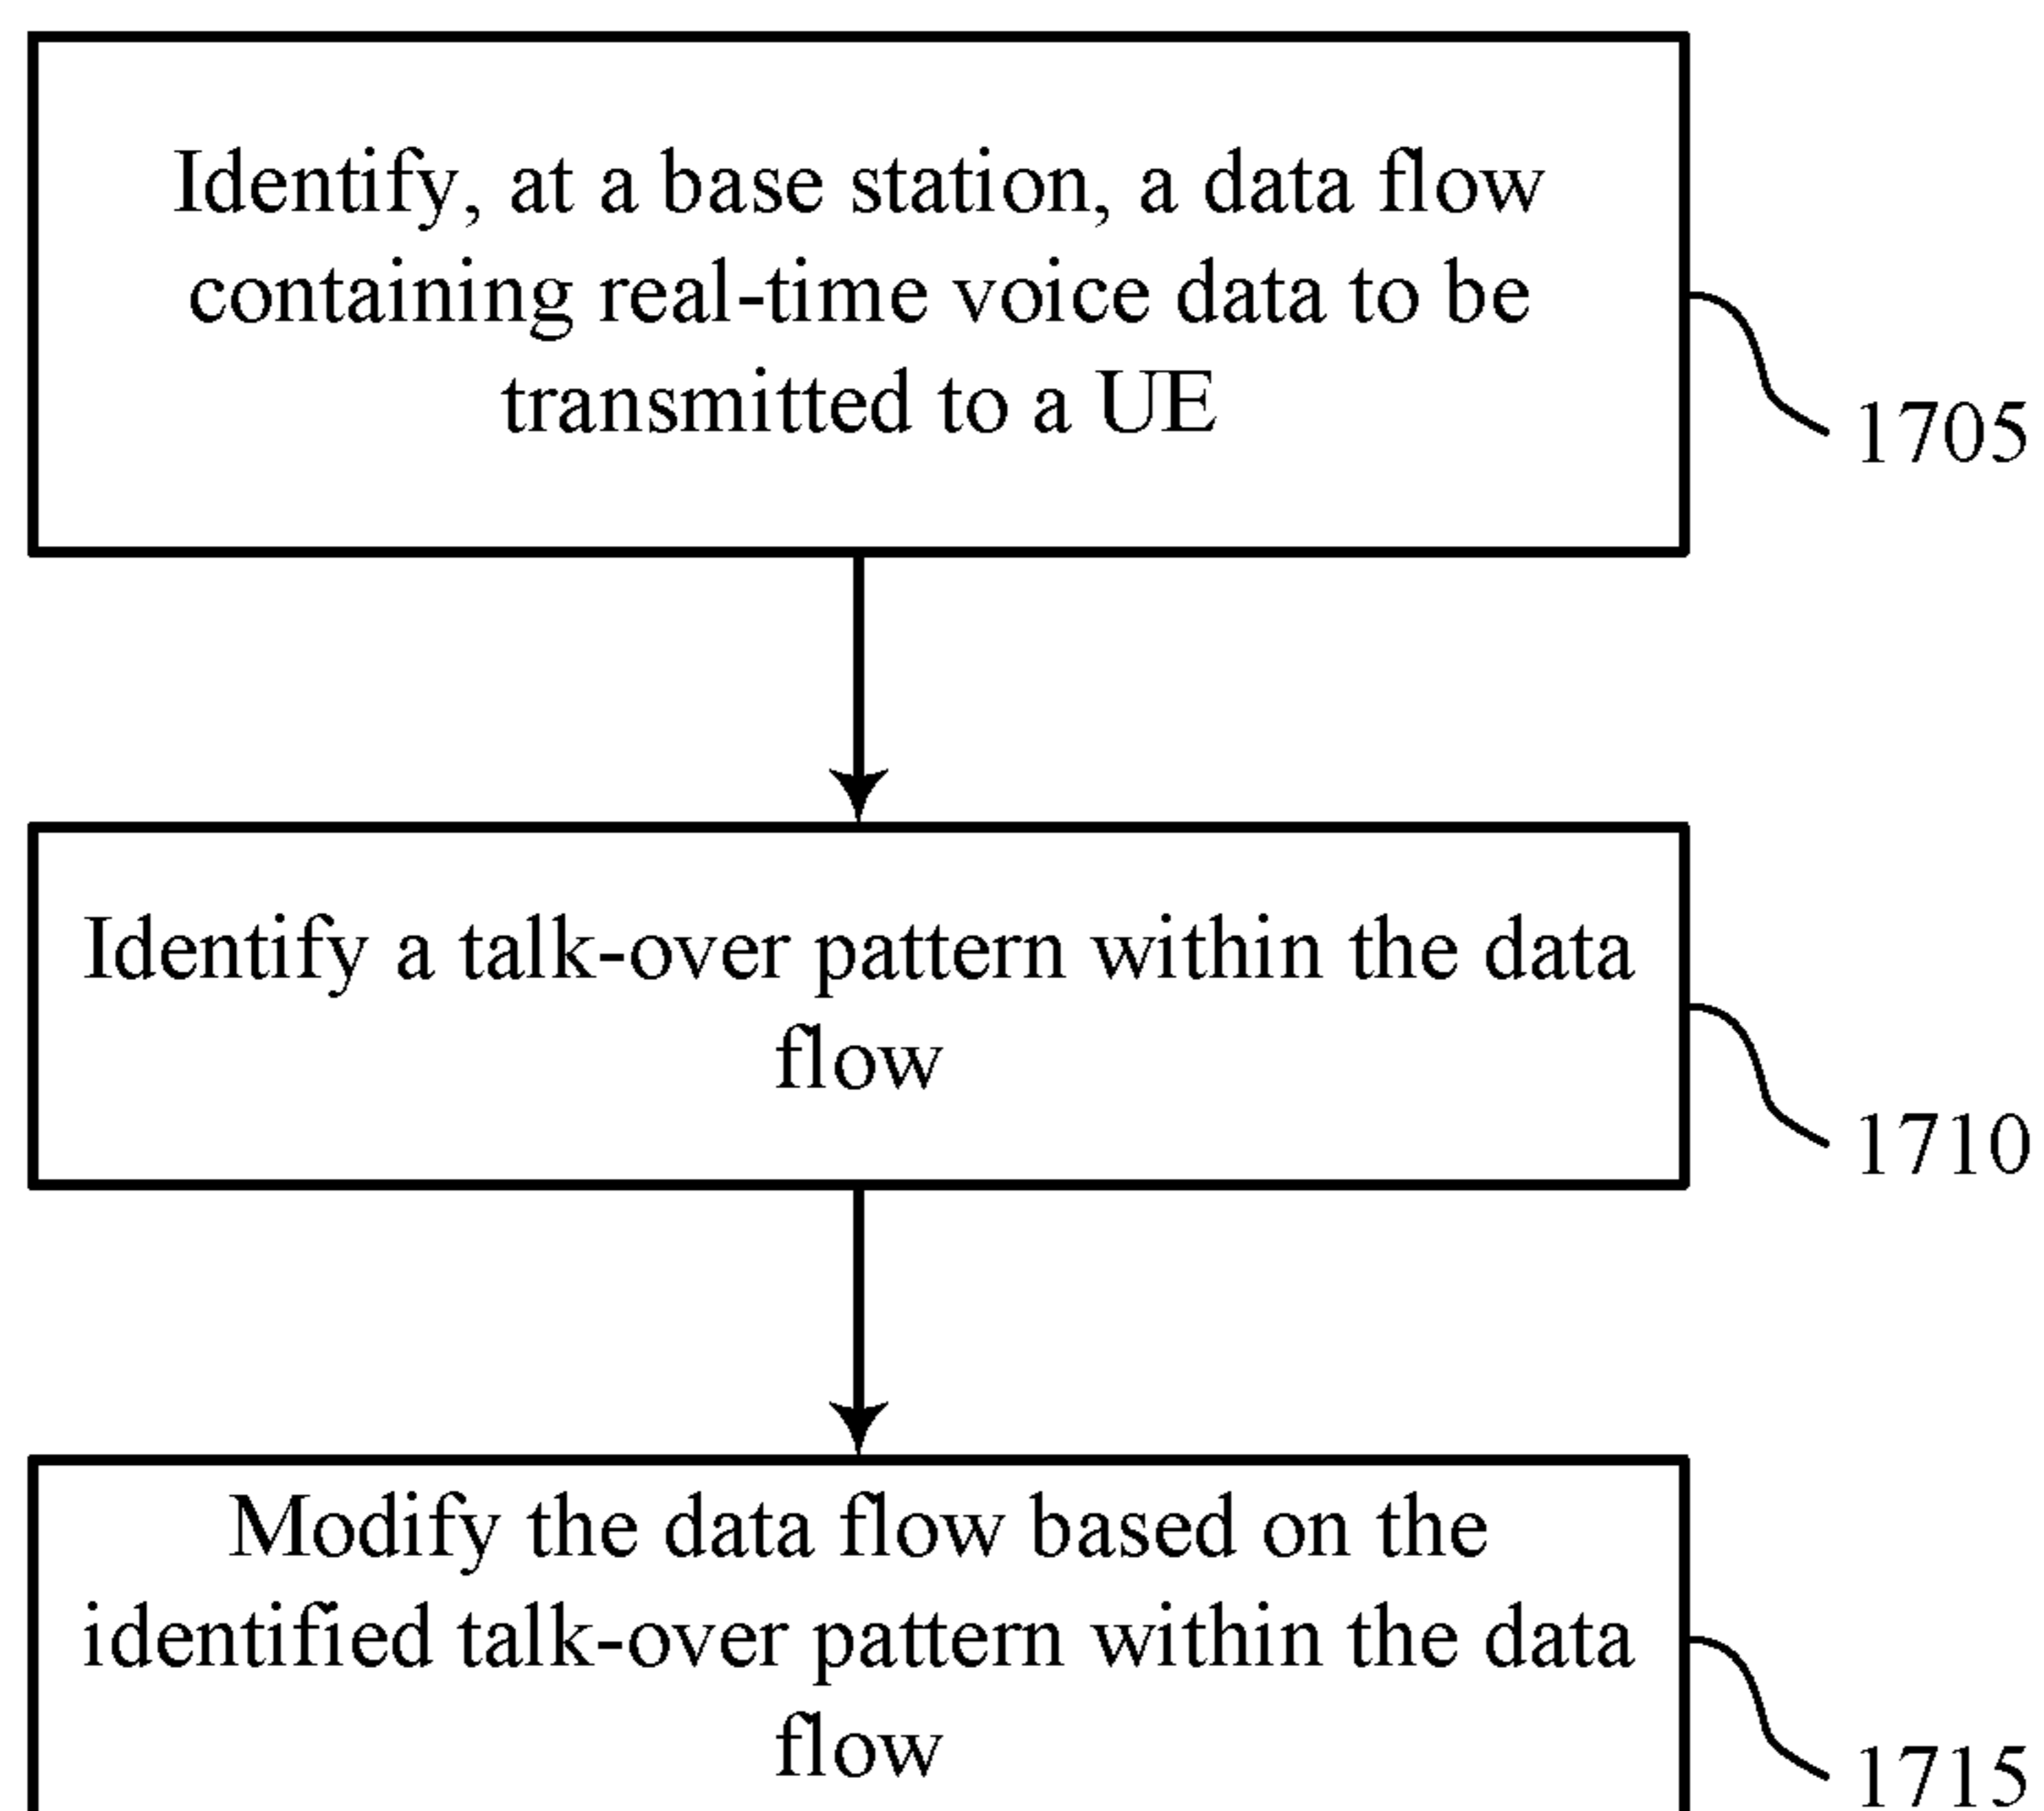 Identify, at a base station, a data flow
containing real-time voice data to be
transmitted to a UE
1705
Identify a talk-over pattern within the data
flow
1710
Modify the data flow based on the
identified talk-over pattern within the data
flow
1715